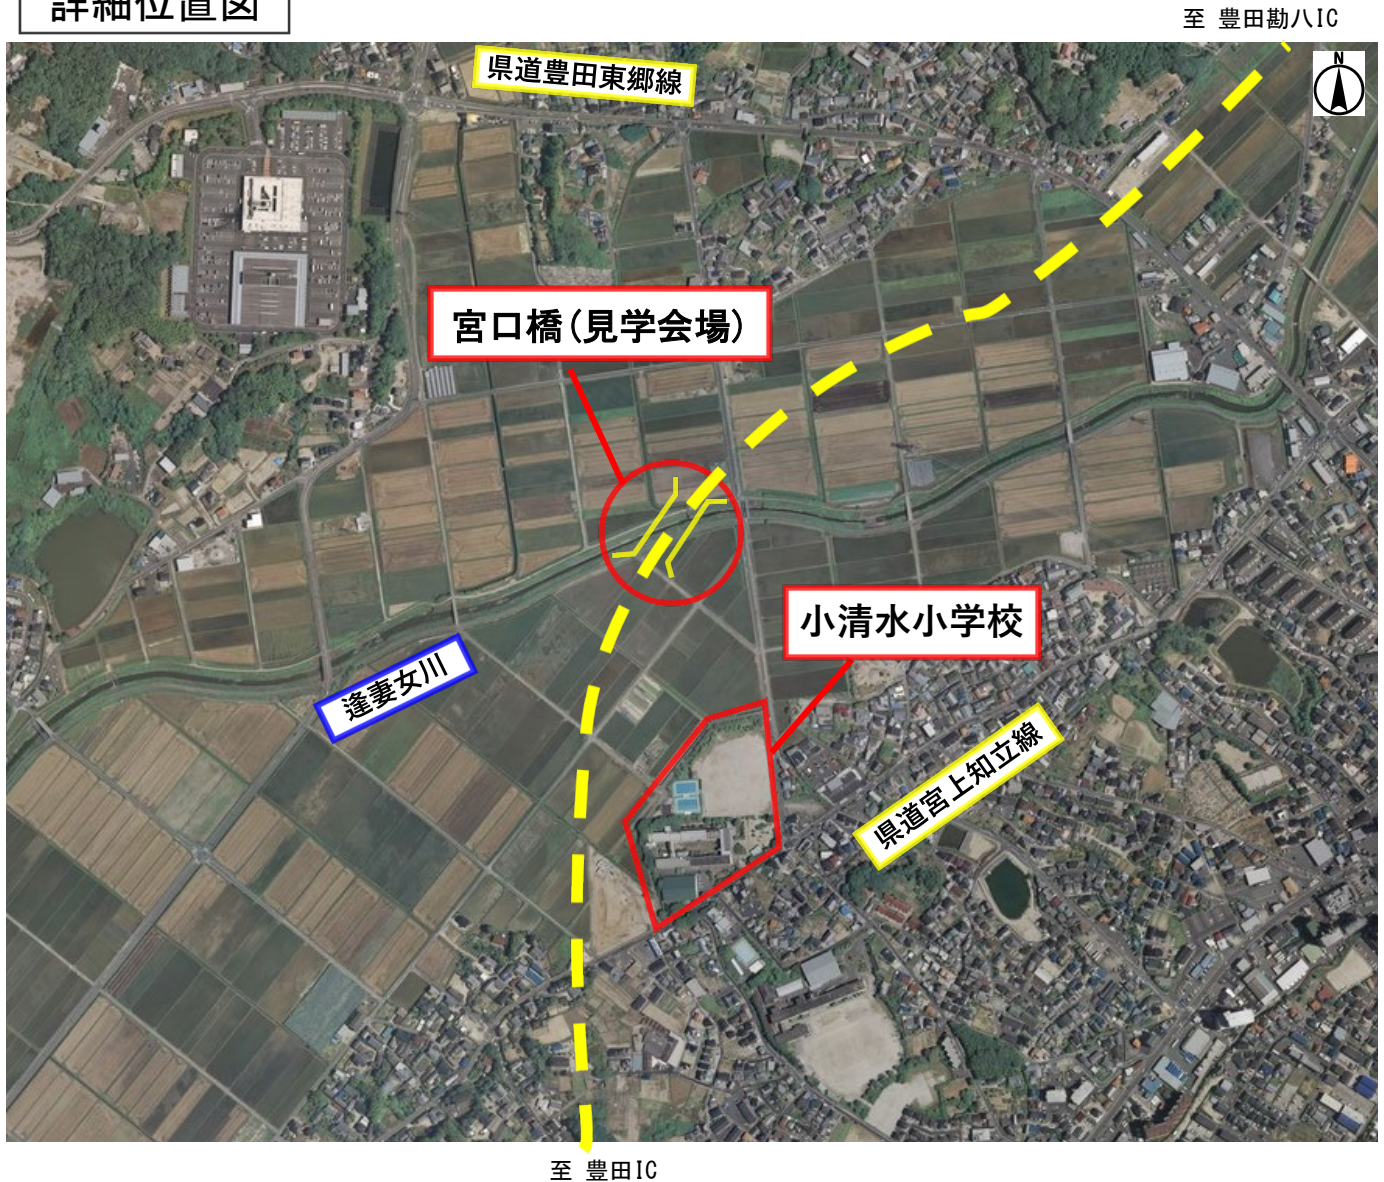 詳細位置図
至 豊田勘八IC
県道豊田東郷線
N
宮口橋(見学会場)
小清水小学校
逢妻女川
県道宮上知立線
至 豊田IC